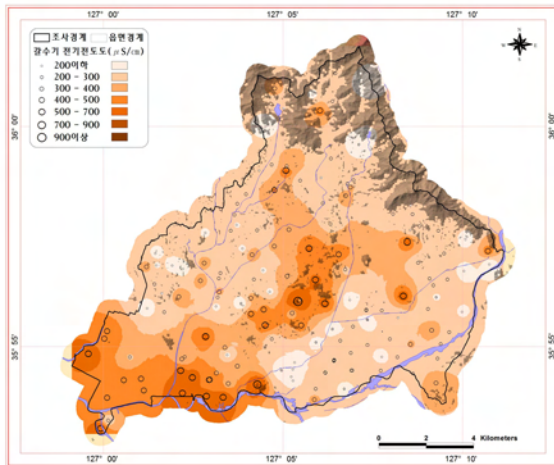 127° 00' 127° 05' 127° 10'
조사경계 읍면경계
갈수기 전기전도도(μS/㎝)
200이하
200 - 300
300 - 400
400 - 500
500 - 700
700 - 900
900이상
N
W E
S
36° 00' 36° 00'
35° 55' 35° 55'
0 2 4 Kilometers
127° 00' 127° 05' 127° 10'